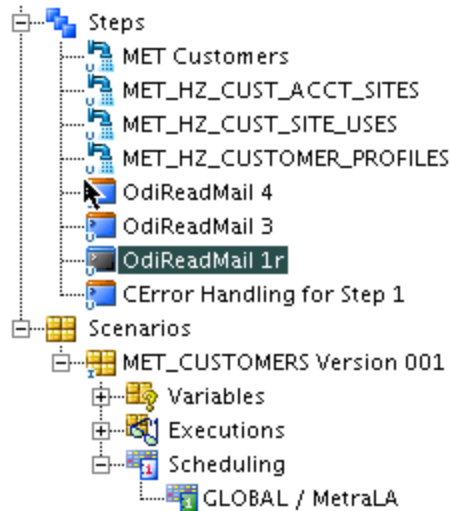 Steps
MET Customers
MET_HZ_CUST_ACCT_SITES
MET_HZ_CUST_SITE_USES
MET_HZ_CUSTOMER_PROFILES
OdiReadMail 4
OdiReadMail 3
OdiReadMail 1r
CError Handling for Step 1
Scenarios
MET_CUSTOMERS Version 001
Variables
Executions
Scheduling
GLOBAL / MetraLA